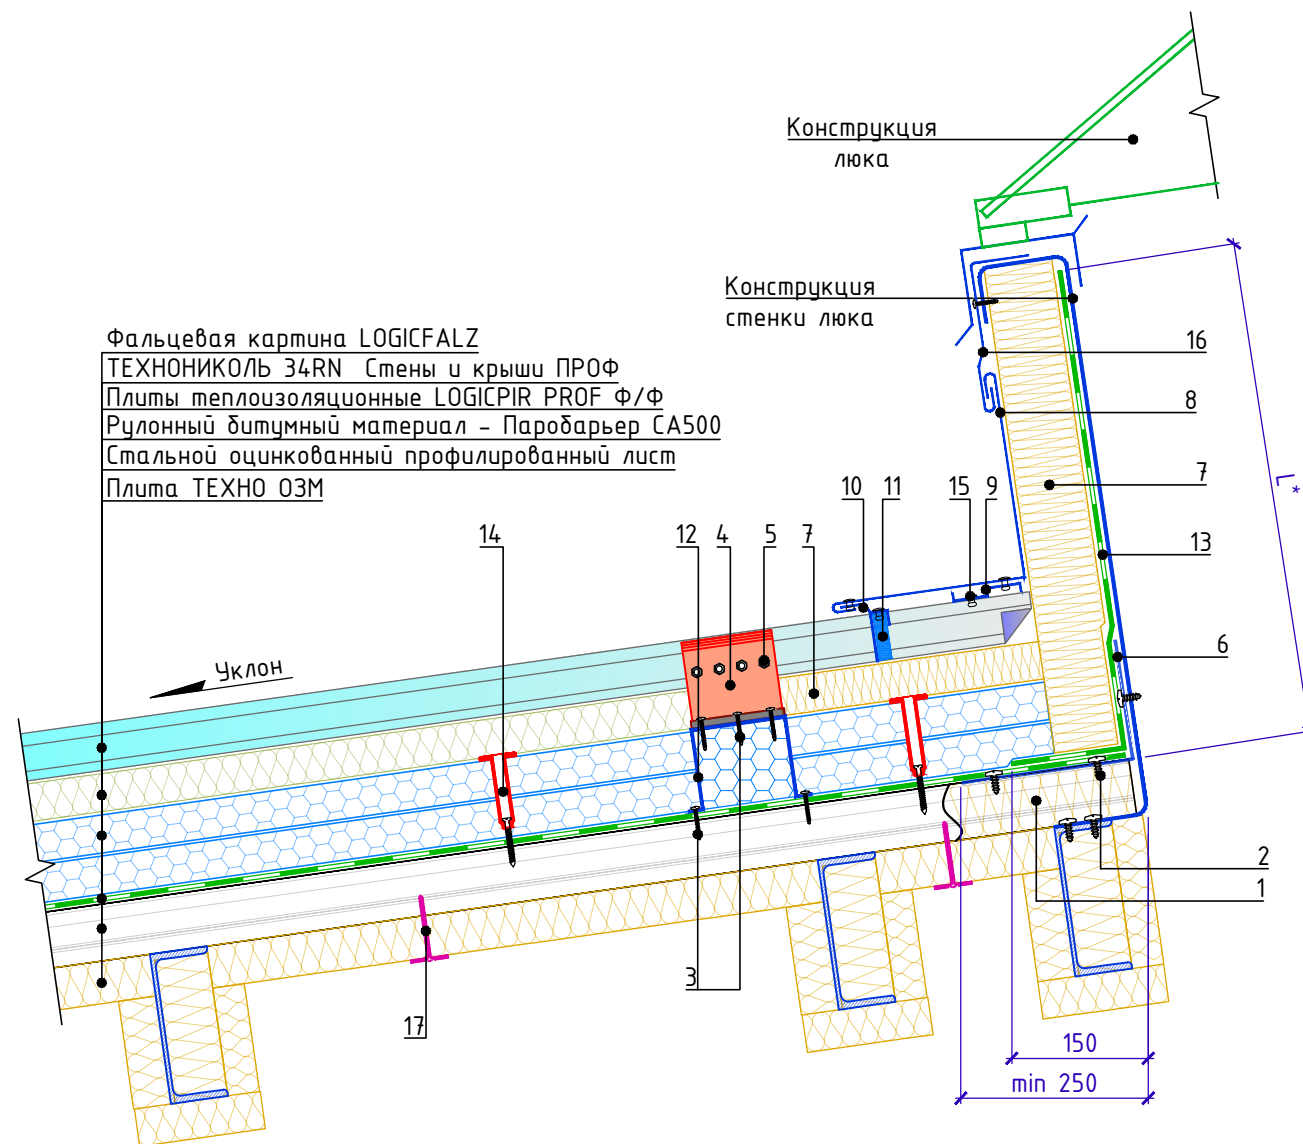 Конструкция
люка
Конструкция
стенки люка
Фальцевая картина LOGICFALZ
ТЕХНОНИКОЛЬ 34RN Стены и крыши ПРОФ
Плиты теплоизоляционные LOGICPIR PROF Ф/Ф
Рулонный битумный материал - Паробарьер СА500
Стальной оцинкованный профилированный лист
Плита ТЕХНО ОЗМ
16
8
7
L*
13
6
10 11 15 9
14 12 4 5 7
Уклон
2
1
3
17
150
min 250